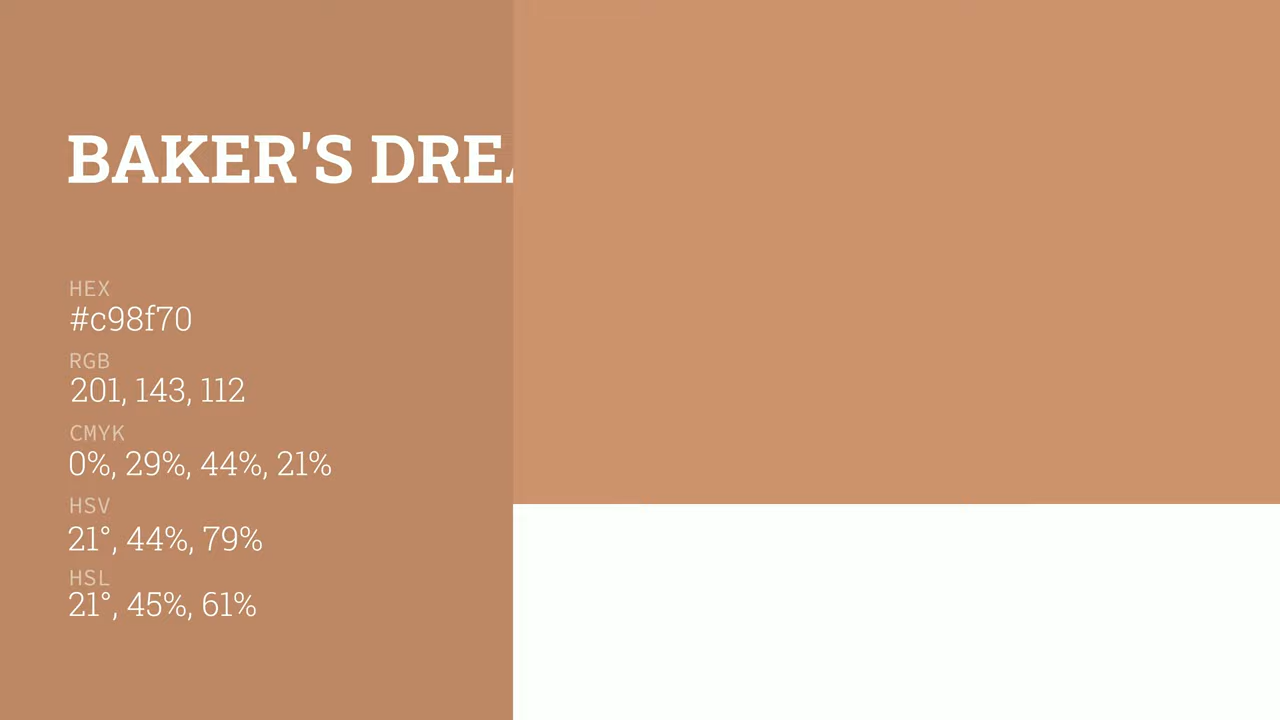 BAKER'S DREA
HEX
#c98f70
RGB
201, 143, 112
CMYK
0%, 29%, 44%, 21%
HSV
21°, 44%, 79%
HSL
21°, 45%, 61%